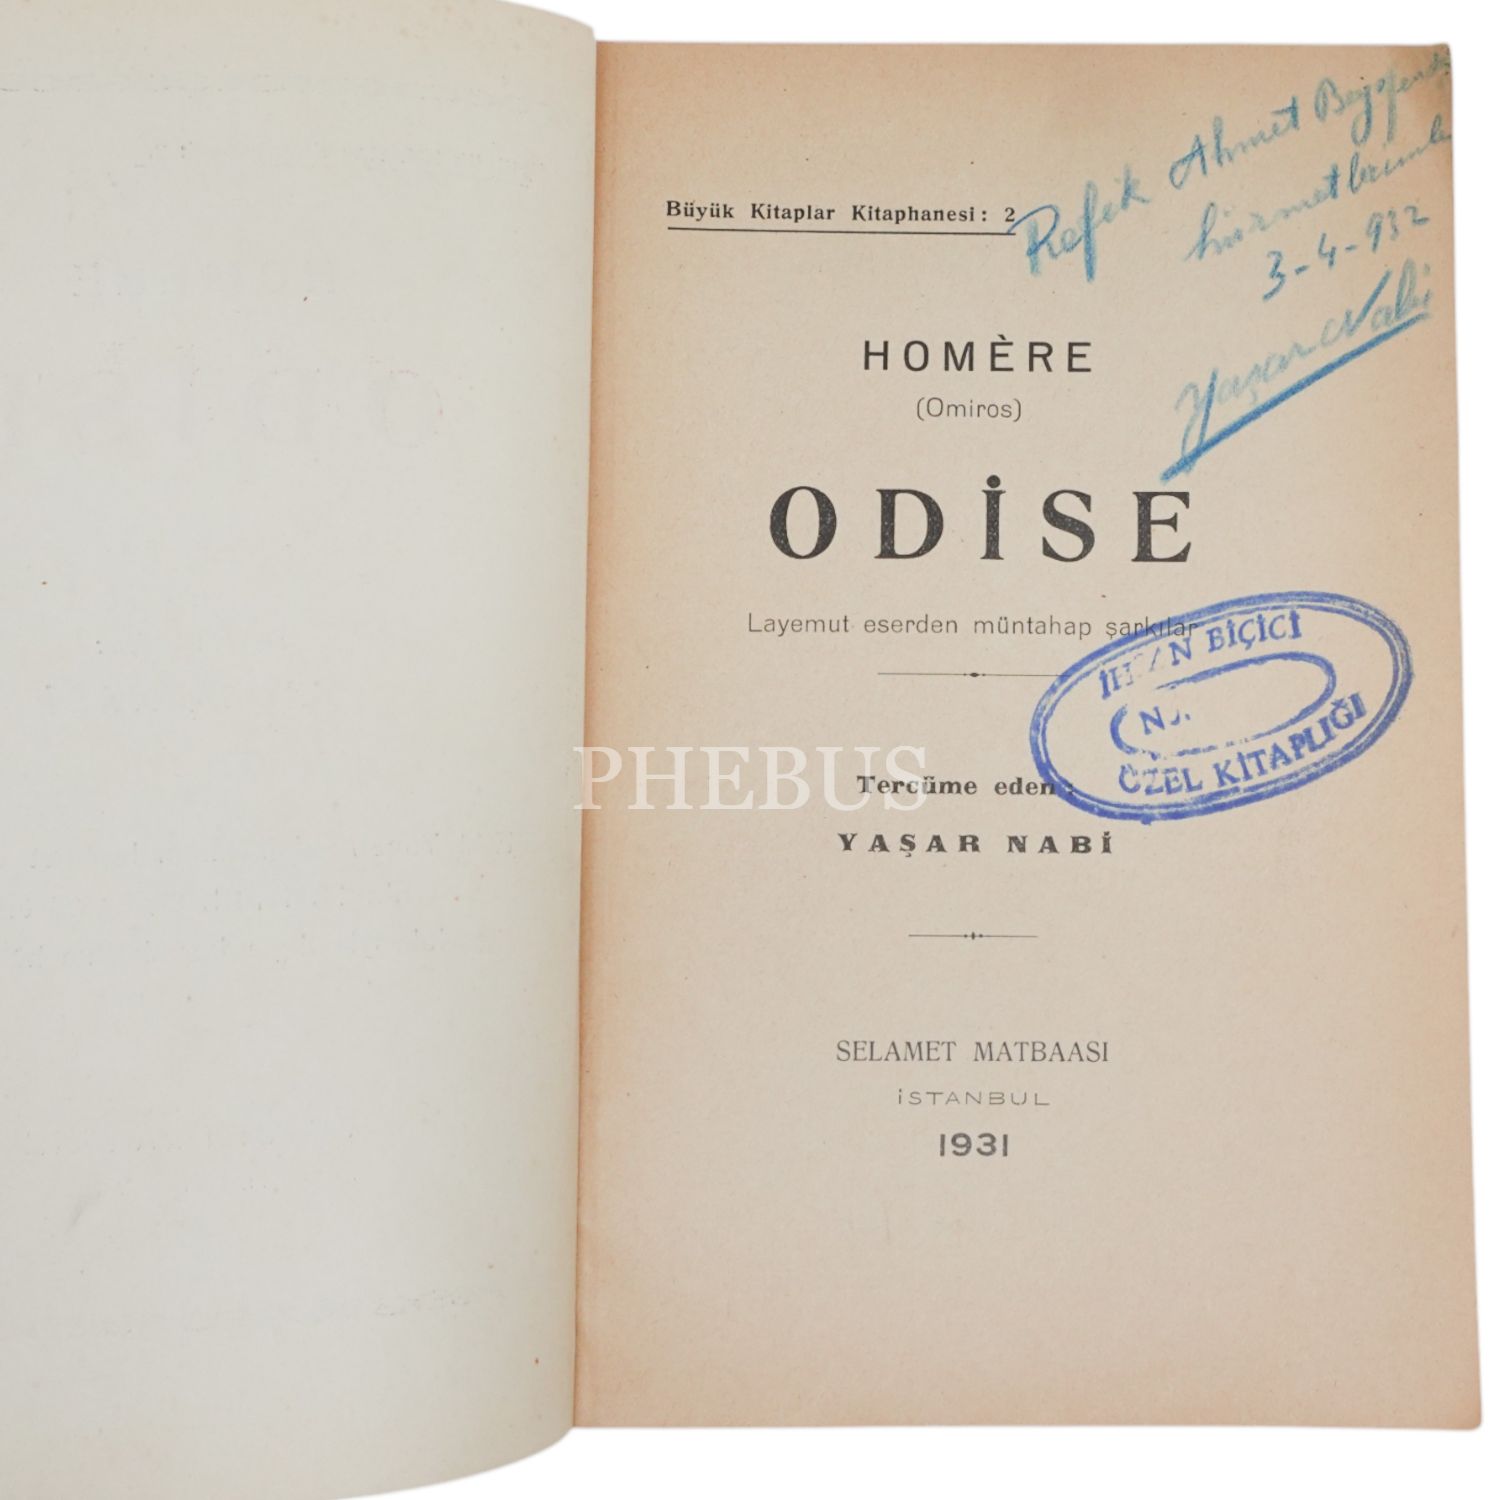 Büyük Kitaplar Kitaphanesi: 2
Refik Ahmet Beyefendi
hürmetlerimle
3-4-932
Yaşar Nabi
HOMÈRE
(Omiros)
ODİSE
Layemut eserden müntahap şarkılar
BİÇİCİ
ÖZEL KİTAPLIĞI
Tercüme eden:
YAŞAR NABİ
PHEBUS
SELAMET MATBAASI
İSTANBUL
1931